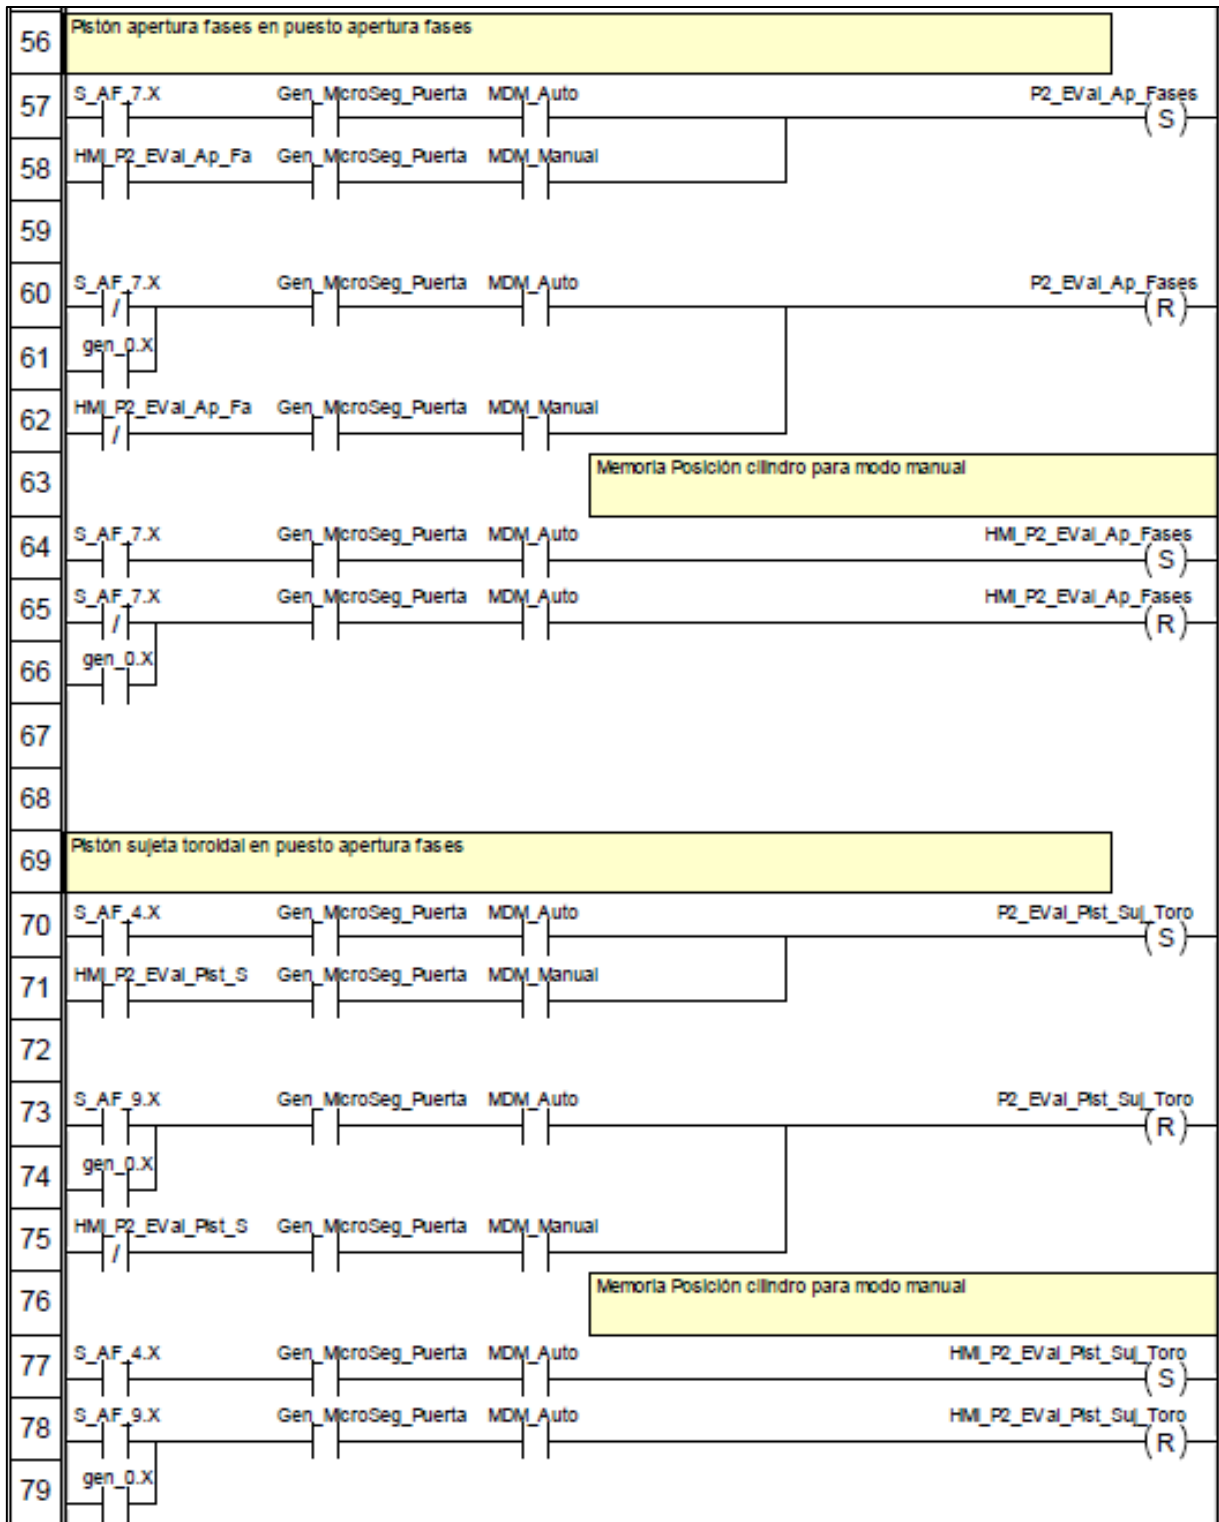 56
Pistón apertura fases en puesto apertura fases
57
S_AF_7.X Gen_MicroSeg_Puerta MDM_Auto P2_EVal_Ap_Fases
S
58
HMI_P2_EVal_Ap_Fa Gen_MicroSeg_Puerta MDM_Manual
59
60
S_AF_7.X Gen_MicroSeg_Puerta MDM_Auto P2_EVal_Ap_Fases
/ R
61
gen_0.X
62
HMI_P2_EVal_Ap_Fa Gen_MicroSeg_Puerta MDM_Manual
/
63
Memoria Posición cilindro para modo manual
64
S_AF_7.X Gen_MicroSeg_Puerta MDM_Auto HMI_P2_EVal_Ap_Fases
S
65
S_AF_7.X Gen_MicroSeg_Puerta MDM_Auto HMI_P2_EVal_Ap_Fases
/ R
66
gen_0.X
67
68
69
Pistón sujeta toroidal en puesto apertura fases
70
S_AF_4.X Gen_MicroSeg_Puerta MDM_Auto P2_EVal_Pist_Suj_Toro
S
71
HMI_P2_EVal_Pist_S Gen_MicroSeg_Puerta MDM_Manual
72
73
S_AF_9.X Gen_MicroSeg_Puerta MDM_Auto P2_EVal_Pist_Suj_Toro
R
74
gen_0.X
75
HMI_P2_EVal_Pist_S Gen_MicroSeg_Puerta MDM_Manual
/
76
Memoria Posición cilindro para modo manual
77
S_AF_4.X Gen_MicroSeg_Puerta MDM_Auto HMI_P2_EVal_Pist_Suj_Toro
S
78
S_AF_9.X Gen_MicroSeg_Puerta MDM_Auto HMI_P2_EVal_Pist_Suj_Toro
R
79
gen_0.X